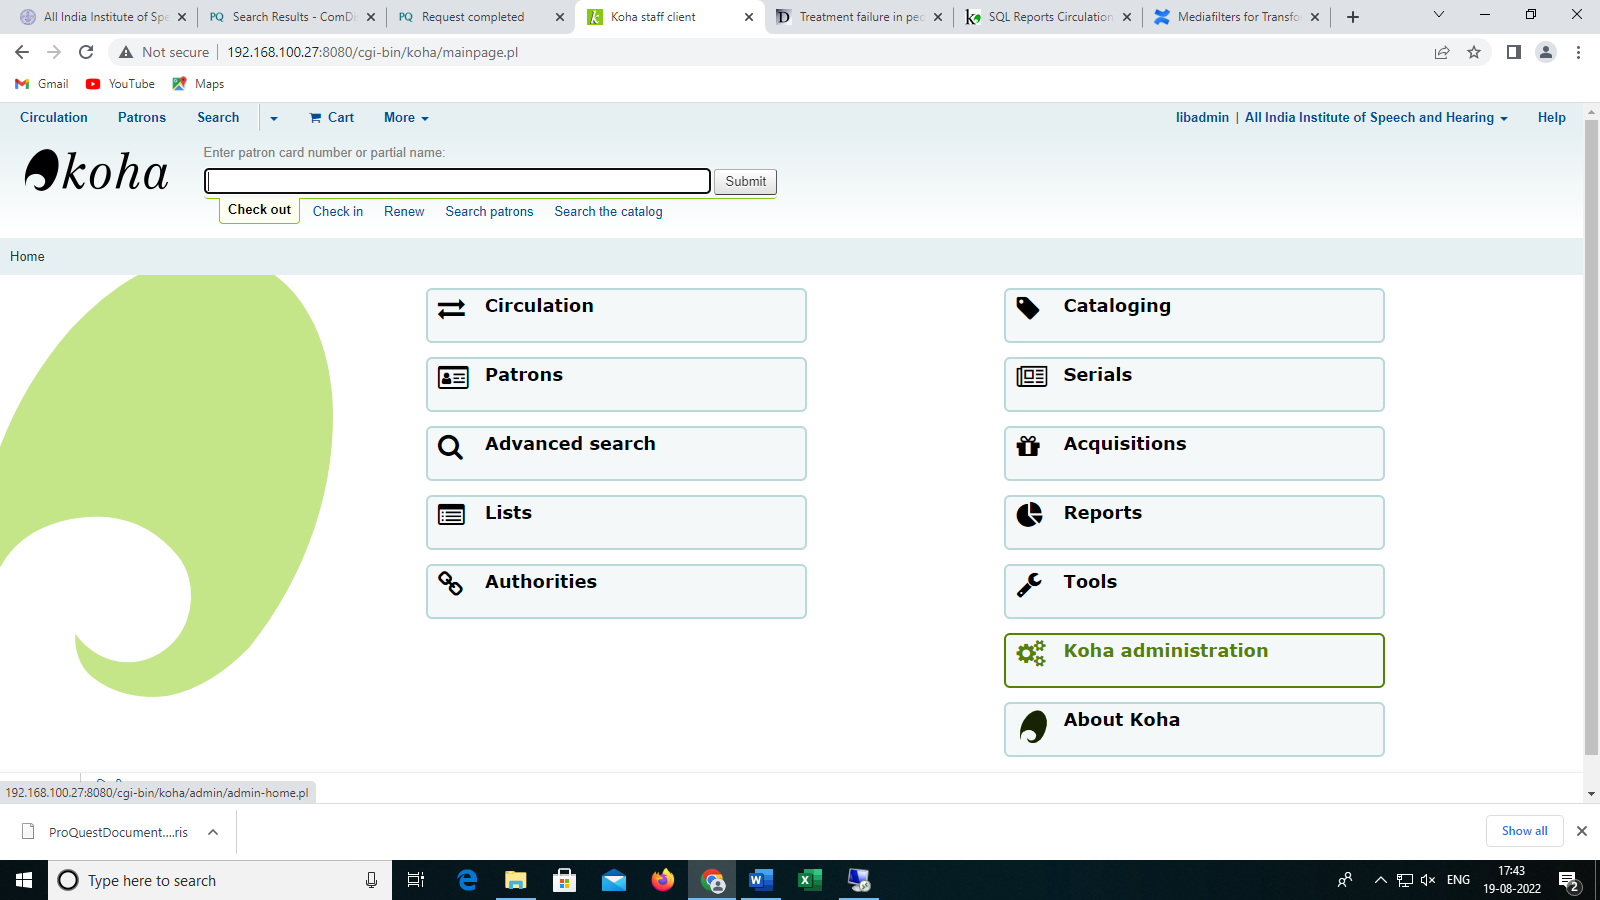 All India Institute of Spe
Search Results - ComDi
Request completed
Koha staff client
Treatment failure in pec
SQL Reports Circulation
Mediafilters for Transfo
Not secure
192.168.100.27:8080/cgi-bin/koha/mainpage.pl
Gmail
YouTube
Maps
Circulation
Patrons
Search
Cart
More
libadmin | All India Institute of Speech and Hearing
Help
koha
Enter patron card number or partial name:
Submit
Check out
Check in
Renew
Search patrons
Search the catalog
Home
Circulation
Cataloging
Patrons
Serials
Advanced search
Acquisitions
Lists
Reports
Authorities
Tools
Koha administration
About Koha
192.168.100.27:8080/cgi-bin/koha/admin/admin-home.pl
ProQuestDocument....ris
Show all
Type here to search
ENG
17:43
19-08-2022
2